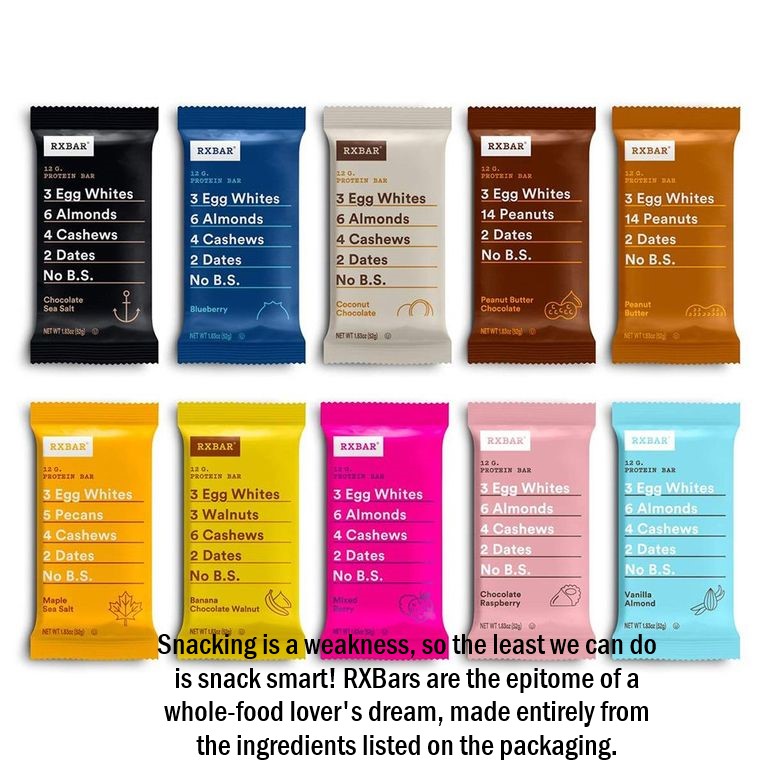 RXBAR
12 G.
PROTEIN BAR
3 Egg Whites
6 Almonds
4 Cashews
2 Dates
No B.S.
Chocolate
Sea Salt
NET WT 1.83oz (52g)
RXBAR
12 G.
PROTEIN BAR
3 Egg Whites
6 Almonds
4 Cashews
2 Dates
No B.S.
Blueberry
NET WT 1.83oz (52g)
RXBAR
12 G.
PROTEIN BAR
3 Egg Whites
6 Almonds
4 Cashews
2 Dates
No B.S.
Coconut
Chocolate
NET WT 1.83oz (52g)
RXBAR
12 G.
PROTEIN BAR
3 Egg Whites
14 Peanuts
2 Dates
No B.S.
Peanut Butter
Chocolate
NET WT 1.83oz (52g)
RXBAR
12 G.
PROTEIN BAR
3 Egg Whites
14 Peanuts
2 Dates
No B.S.
Peanut
Butter
NET WT 1.83oz (52g)
RXBAR
12 G.
PROTEIN BAR
3 Egg Whites
5 Pecans
4 Cashews
2 Dates
No B.S.
Maple
Sea Salt
NET WT 1.83oz (52g)
RXBAR
12 G.
PROTEIN BAR
3 Egg Whites
3 Walnuts
6 Cashews
2 Dates
No B.S.
Banana
Chocolate Walnut
NET WT 1.83oz (52g)
RXBAR
12 G.
PROTEIN BAR
3 Egg Whites
6 Almonds
4 Cashews
2 Dates
No B.S.
Mixed
Berry
NET WT 1.83oz (52g)
RXBAR
12 G.
PROTEIN BAR
3 Egg Whites
6 Almonds
4 Cashews
2 Dates
No B.S.
Chocolate
Raspberry
NET WT 1.83oz (52g)
RXBAR
12 G.
PROTEIN BAR
3 Egg Whites
6 Almonds
4 Cashews
2 Dates
No B.S.
Vanilla
Almond
NET WT 1.83oz (52g)
Snacking is a weakness, so the least we can do
is snack smart! RXBars are the epitome of a
whole-food lover's dream, made entirely from
the ingredients listed on the packaging.